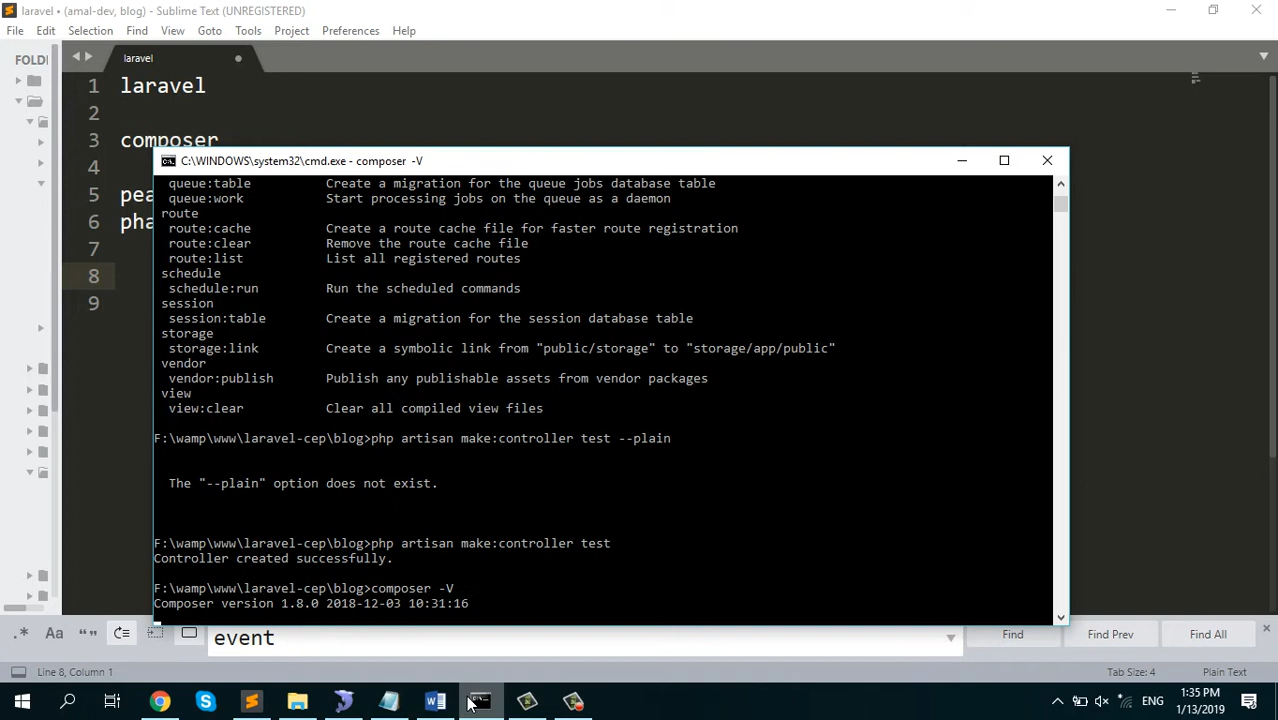 laravel • (amal-dev, blog) - Sublime Text (UNREGISTERED)
File Edit Selection View Goto Tools Project Preferences Help
laravel
1 laravel
2
3 composer
4
5
6
7
8
9
C:\WINDOWS\system32\cmd.exe - composer -V
queue:table Create a migration for the queue jobs database table
queue:work Start processing jobs on the queue as a daemon
route
route:cache Create a route cache file for faster route registration
route:clear Remove the route cache file
route:list List all registered routes
schedule
schedule:run Run the scheduled commands
session
session:table Create a migration for the session database table
storage
storage:link Create a symbolic link from "public/storage" to "storage/app/public"
vendor
vendor:publish Publish any publishable assets from vendor packages
view
view:clear Clear all compiled view files
F:\wamp\www\laravel-cep\blog>php artisan make:controller test --plain
The "--plain" option does not exist.
F:\wamp\www\laravel-cep\blog>php artisan make:controller test
Controller created successfully.
F:\wamp\www\laravel-cep\blog>composer -V
Composer version 1.8.0 2018-12-03 10:31:16
.* Aa “ ” event Find Find Prev Find All
Line 8, Column 1 Tab Size: 4 Plain Text
ENG 1:35 PM
1/13/2019